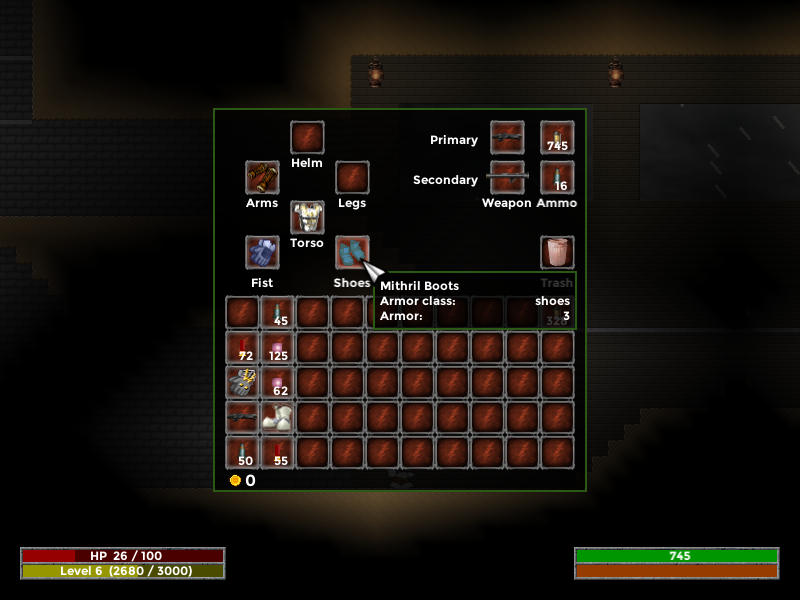 Primary
745
Helm
Secondary
16
Arms
Legs
Weapon
Ammo
Torso
Fist
Shoes
Trash
Mithril Boots
Armor class: shoes
Armor: 3
45
72
125
62
50
55
0
HP 26 / 100
Level 6 (2680 / 3000)
745